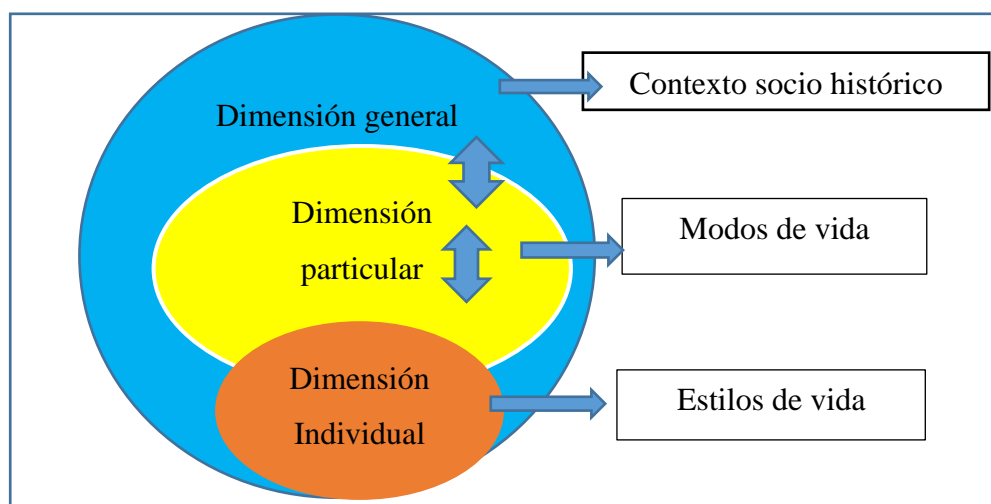 Contexto socio histórico
Dimensión general
Dimensión
particular
Modos de vida
Dimensión
Individual
Estilos de vida